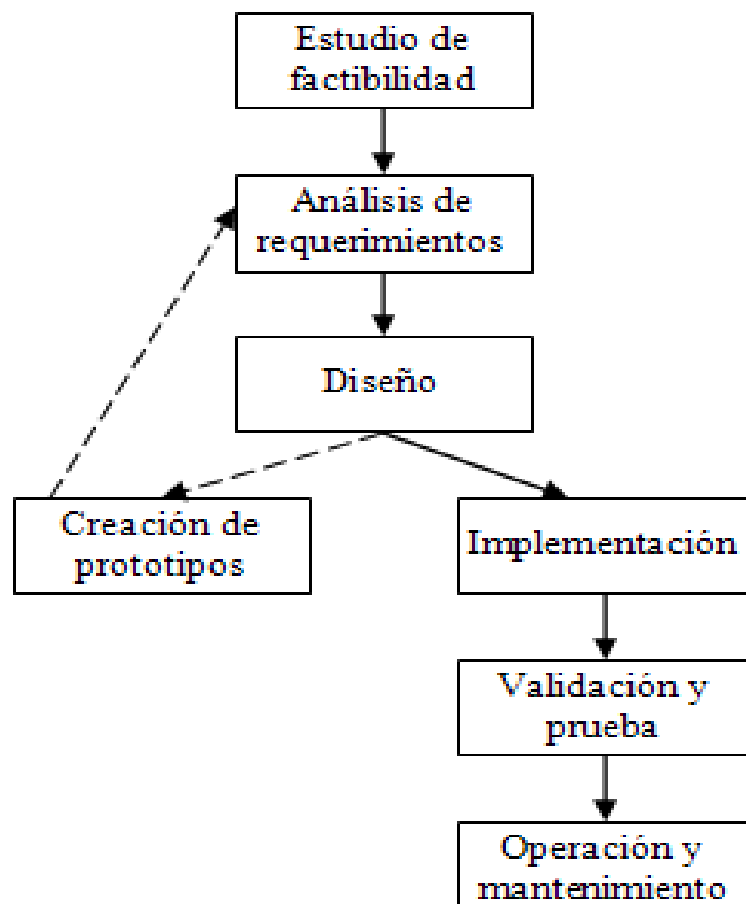 Estudio de
factibilidad
Análisis de
requerimientos
Diseño
Creación de
prototipos
Implementación
Validación y
prueba
Operación y
mantenimiento